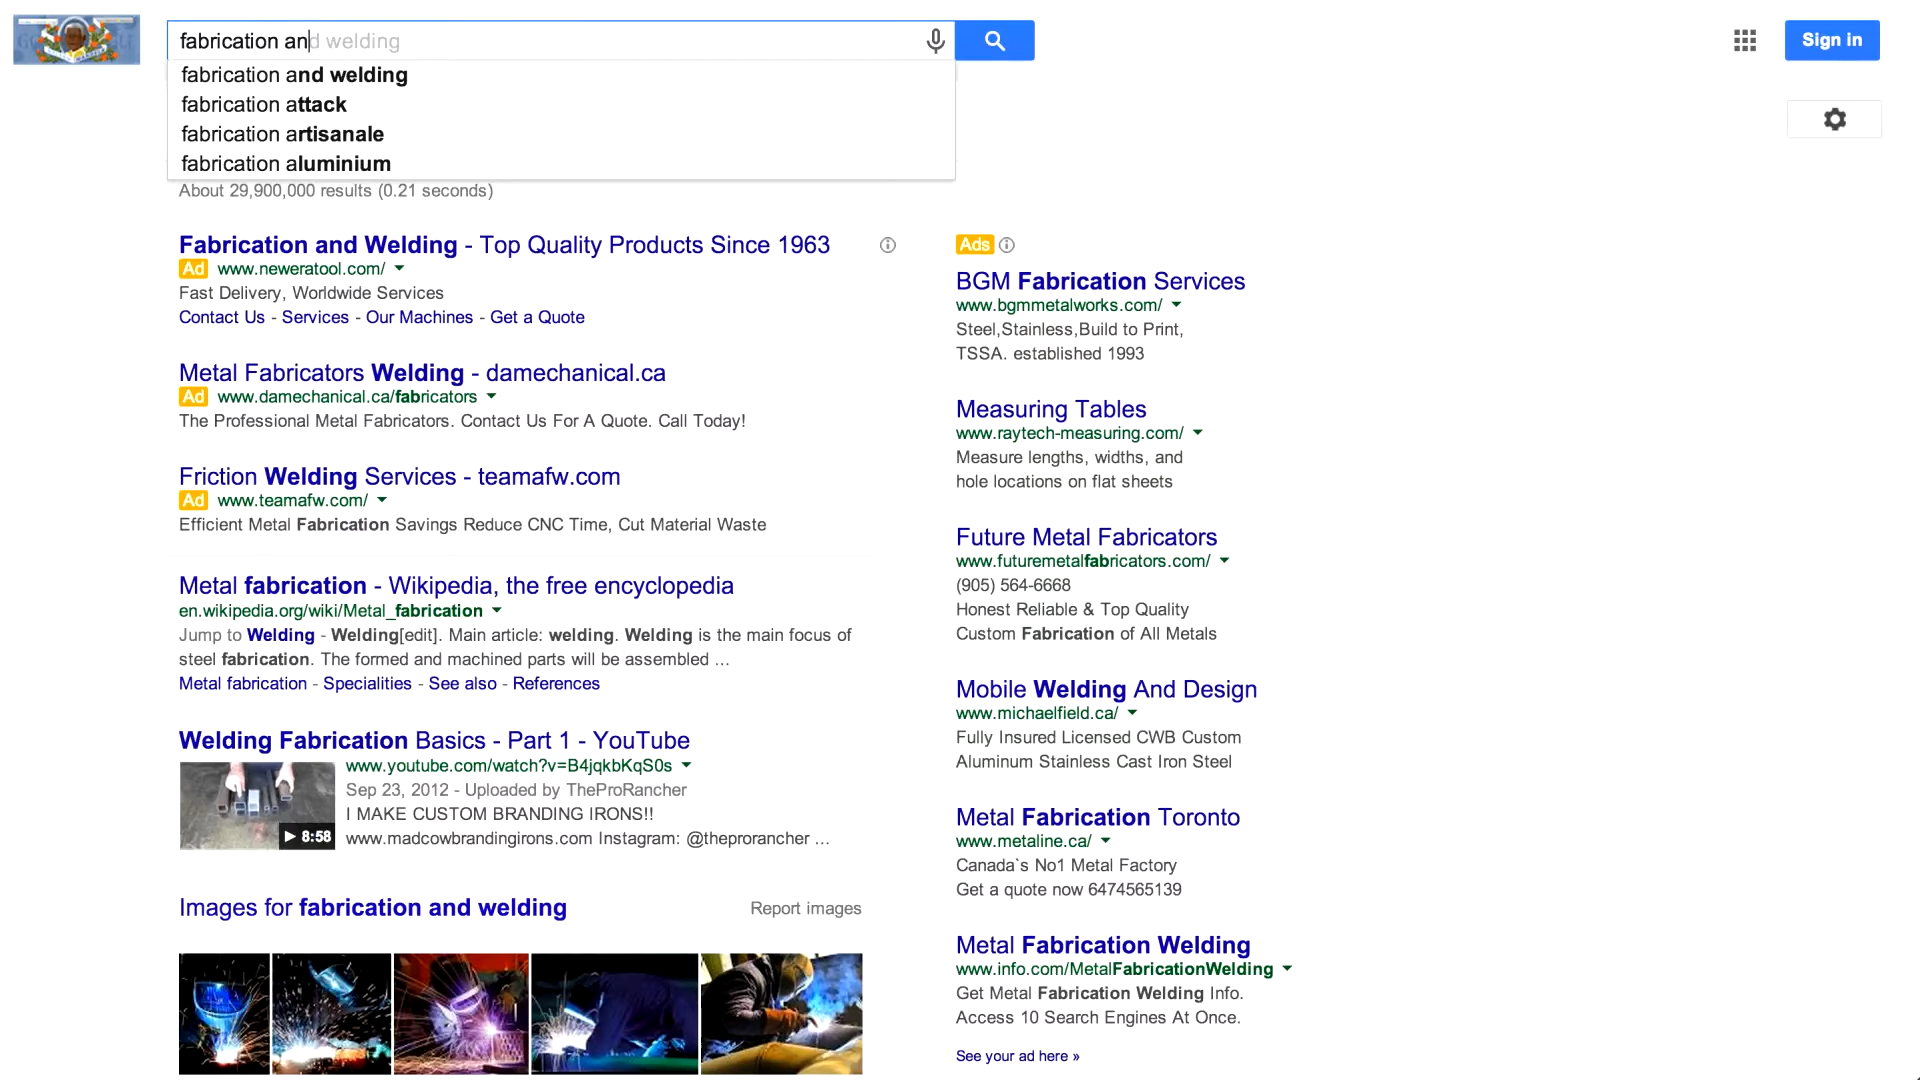 fabrication and welding
fabrication and welding
fabrication attack
fabrication artisanale
fabrication aluminium
Sign in
About 29,900,000 results (0.21 seconds)
Fabrication and Welding - Top Quality Products Since 1963
Ad www.neweratool.com/
Fast Delivery, Worldwide Services
Contact Us - Services - Our Machines - Get a Quote
Metal Fabricators Welding - damechanical.ca
Ad www.damechanical.ca/fabricators
The Professional Metal Fabricators. Contact Us For A Quote. Call Today!
Friction Welding Services - teamafw.com
Ad www.teamafw.com/
Efficient Metal Fabrication Savings Reduce CNC Time, Cut Material Waste
Metal fabrication - Wikipedia, the free encyclopedia
en.wikipedia.org/wiki/Metal_fabrication
Jump to Welding - Welding[edit]. Main article: welding. Welding is the main focus of
steel fabrication. The formed and machined parts will be assembled ...
Metal fabrication - Specialities - See also - References
Welding Fabrication Basics - Part 1 - YouTube
www.youtube.com/watch?v=B4jqkbKqS0s
Sep 23, 2012 - Uploaded by TheProRancher
I MAKE CUSTOM BRANDING IRONS!!
www.madcowbrandingirons.com Instagram: @theprorancher ...
8:58
Images for fabrication and welding
Report images
Ads
BGM Fabrication Services
www.bgmmetalworks.com/
Steel,Stainless,Build to Print,
TSSA. established 1993
Measuring Tables
www.raytech-measuring.com/
Measure lengths, widths, and
hole locations on flat sheets
Future Metal Fabricators
www.futuremetalfabricators.com/
(905) 564-6668
Honest Reliable & Top Quality
Custom Fabrication of All Metals
Mobile Welding And Design
www.michaelfield.ca/
Fully Insured Licensed CWB Custom
Aluminum Stainless Cast Iron Steel
Metal Fabrication Toronto
www.metaline.ca/
Canada`s No1 Metal Factory
Get a quote now 6474565139
Metal Fabrication Welding
www.info.com/MetalFabricationWelding
Get Metal Fabrication Welding Info.
Access 10 Search Engines At Once.
See your ad here »